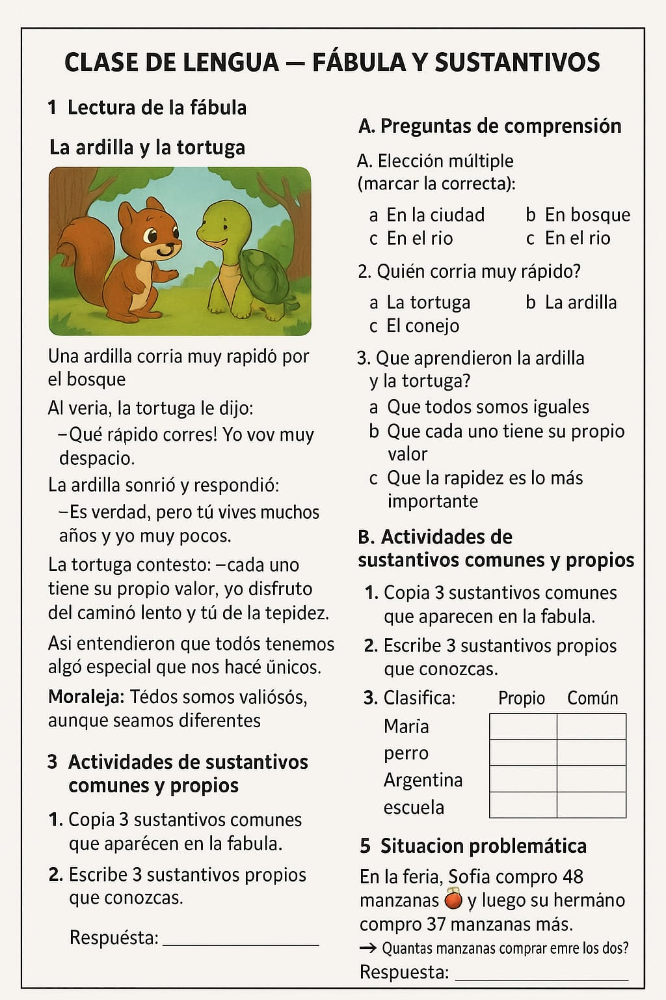 CLASE DE LENGUA — FÁBULA Y SUSTANTIVOS
1 Lectura de la fábula
La ardilla y la tortuga
Una ardilla corria muy rapidó por
el bosque
Al veria, la tortuga le dijo:
–Qué rápido corres! Yo vov muy
despacio.
La ardilla sonrió y respondió:
–Es verdad, pero tú vives muchos
años y yo muy pocos.
La tortuga contesto: –cada uno
tiene su propio valor, yo disfruto
del caminó lento y tú de la tepidez.
Asi entendieron que todós tenemos
algó especial que nos hacé űnicos.
Moraleja: Tédos somos valiósós,
aunque seamos diferentes
3 Actividades de sustantivos
comunes y propios
1. Copia 3 sustantivos comunes
que aparécen en la fabula.
2. Escribe 3 sustantivos propios
que conozcas.
Respuésta:
A. Preguntas de comprensión
A. Elección múltiple
(marcar la correcta):
a En la ciudad b En bosque
c En el rio c En el rio
2. Quién corria muy rápido?
a La tortuga b La ardilla
c El conejo
3. Que aprendieron la ardilla
y la tortuga?
a Que todos somos iguales
b Que cada uno tiene su propio
valor
c Que la rapidez es lo más
importante
B. Actividades de
sustantivos comunes y propios
1. Copia 3 sustantivos comunes
que aparecen en la fabula.
2. Escribe 3 sustantivos propios
que conozcas.
3. Clasifica: Propio Común
María
perro
Argentina
escuela
5 Situacion problemática
En la feria, Sofia compro 48
manzanas y luego su hermáno
compro 37 manzanas más.
→ Quantas manzanas comprar emre los dos?
Respuesta: